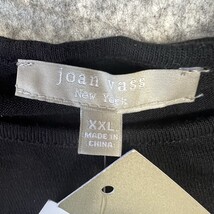 joan vass
New York
XXL
MADE IN
CHINA